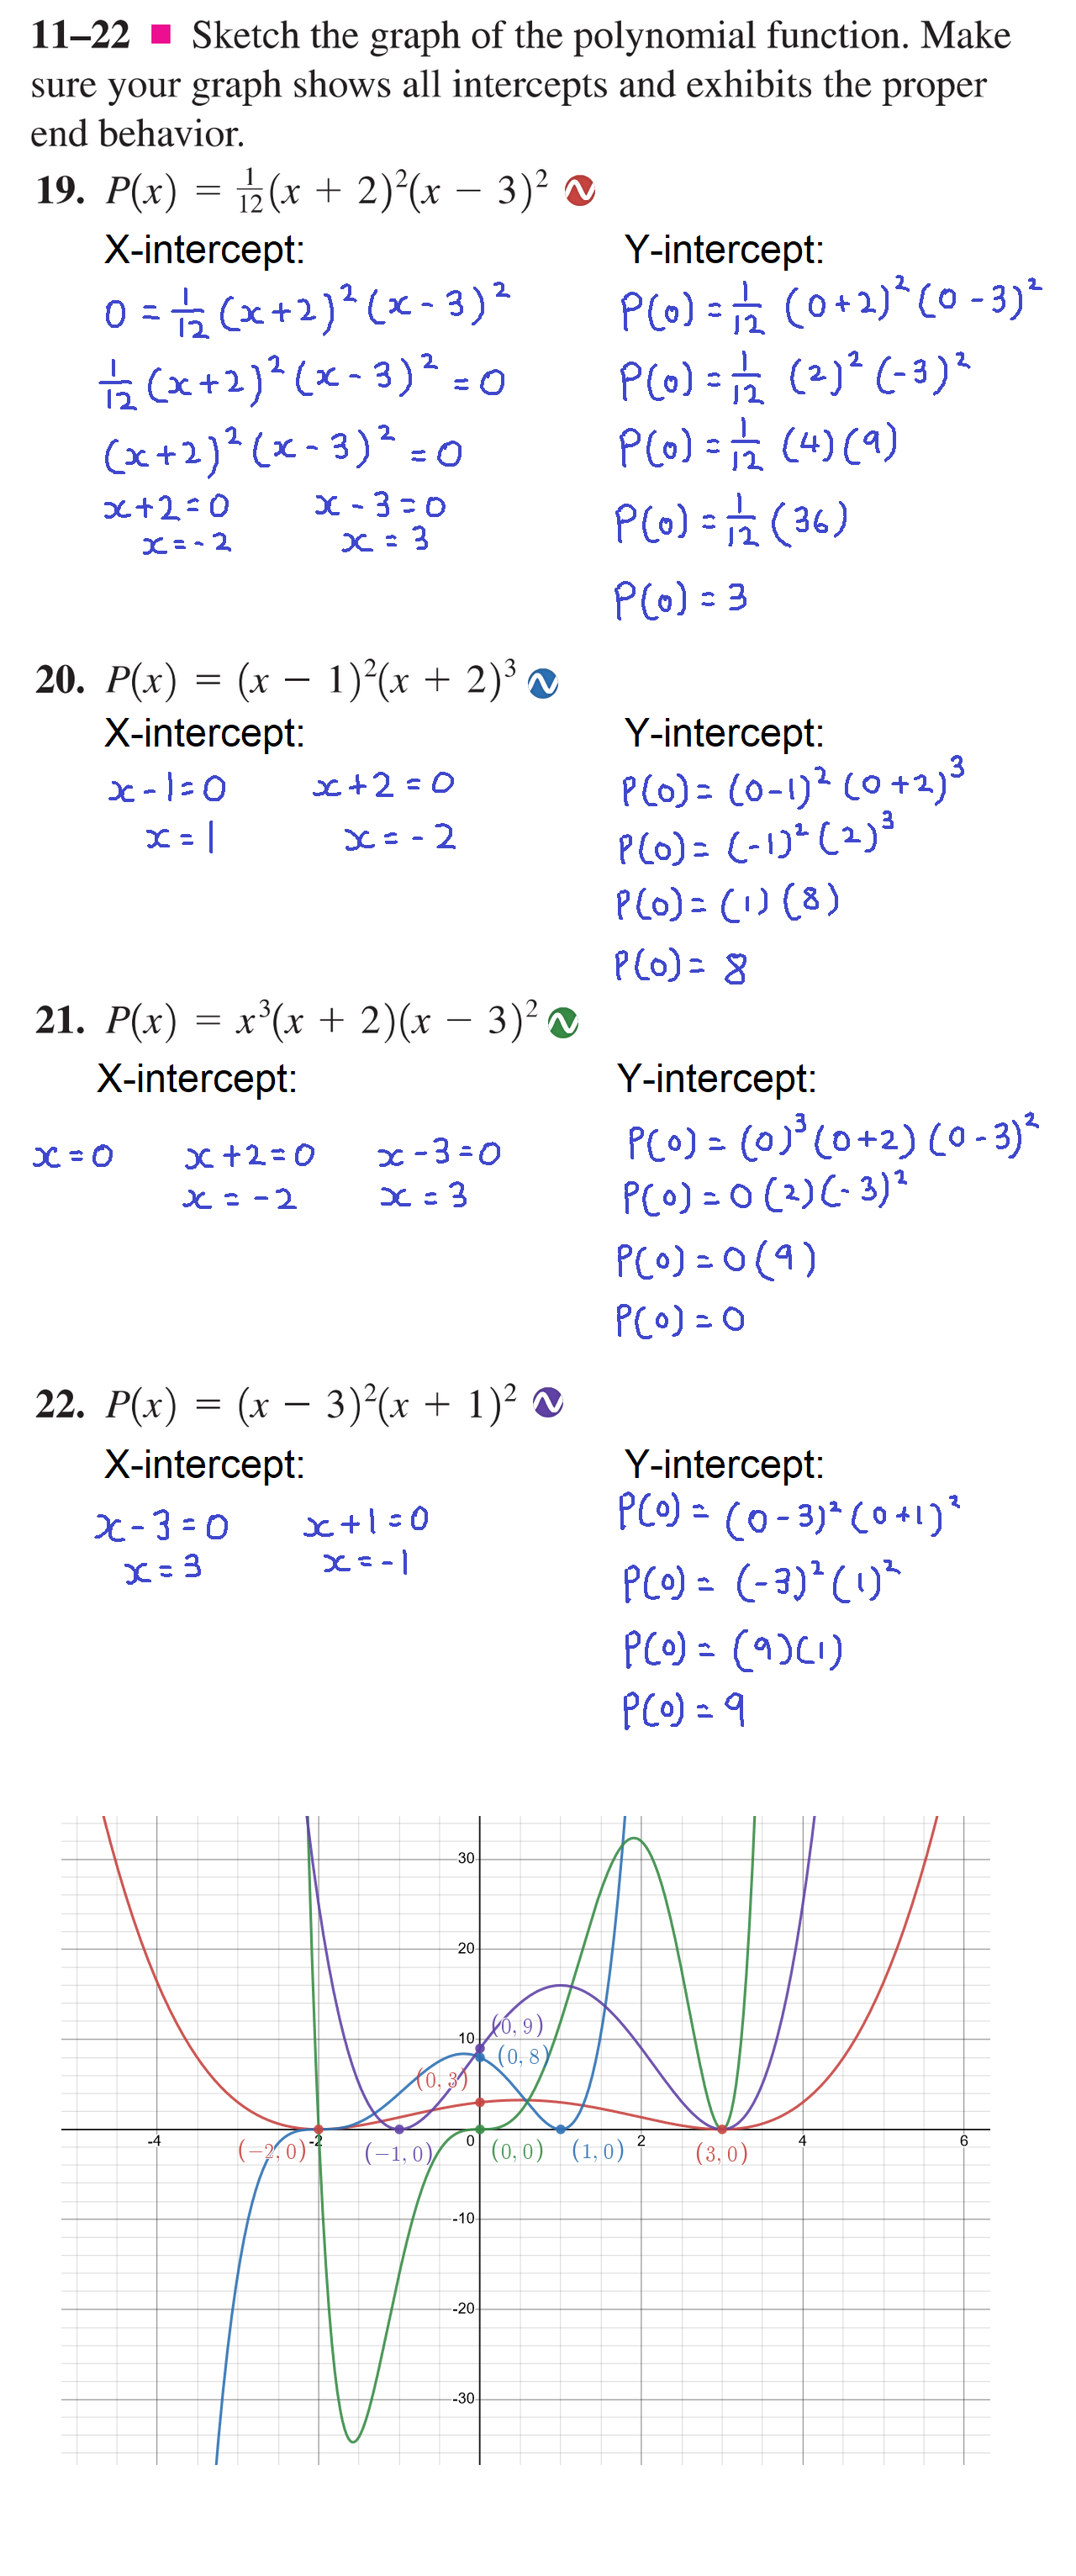 11–22 ■ Sketch the graph of the polynomial function. Make
sure your graph shows all intercepts and exhibits the proper
end behavior.
19. P(x) = 1/12(x + 2)²(x − 3)²
X-intercept: Y-intercept:
0 = 1/12 (x+2)² (x-3)² P(0) = 1/12 (0+2)² (0-3)²
1/12 (x+2)² (x-3)² = 0 P(0) = 1/12 (2)² (-3)²
(x+2)² (x-3)² = 0 P(0) = 1/12 (4)(9)
x+2=0 x-3=0 P(0) = 1/12 (36)
x=-2 x=3
P(0) = 3
20. P(x) = (x − 1)²(x + 2)³
X-intercept: Y-intercept:
x-1=0 x+2=0 P(0) = (0-1)² (0+2)³
x=1 x=-2 P(0) = (-1)² (2)³
P(0) = (1) (8)
P(0) = 8
21. P(x) = x³(x + 2)(x − 3)²
X-intercept: Y-intercept:
x=0 x+2=0 x-3=0 P(0) = (0)³ (0+2) (0-3)²
x=-2 x=3 P(0) = 0 (2)(-3)²
P(0) = 0(9)
P(0) = 0
22. P(x) = (x − 3)²(x + 1)²
X-intercept: Y-intercept:
x-3=0 x+1=0 P(0) = (0-3)² (0+1)²
x=3 x=-1 P(0) = (-3)² (1)²
P(0) = (9)(1)
P(0) = 9
30
20
(0, 9)
10
(0, 8)
(0, 3)
-4 -2 0 2 4 6
(−2, 0) (−1, 0) (0, 0) (1, 0) (3, 0)
-10
-20
-30